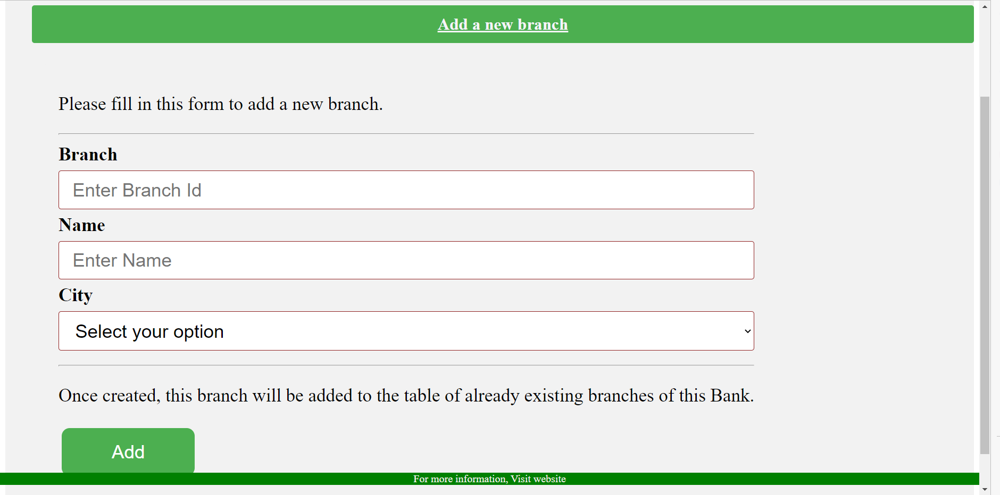 Add a new branch
Please fill in this form to add a new branch.
Branch
Enter Branch Id
Name
Enter Name
City
Select your option
Once created, this branch will be added to the table of already existing branches of this Bank.
Add
For more information, Visit website